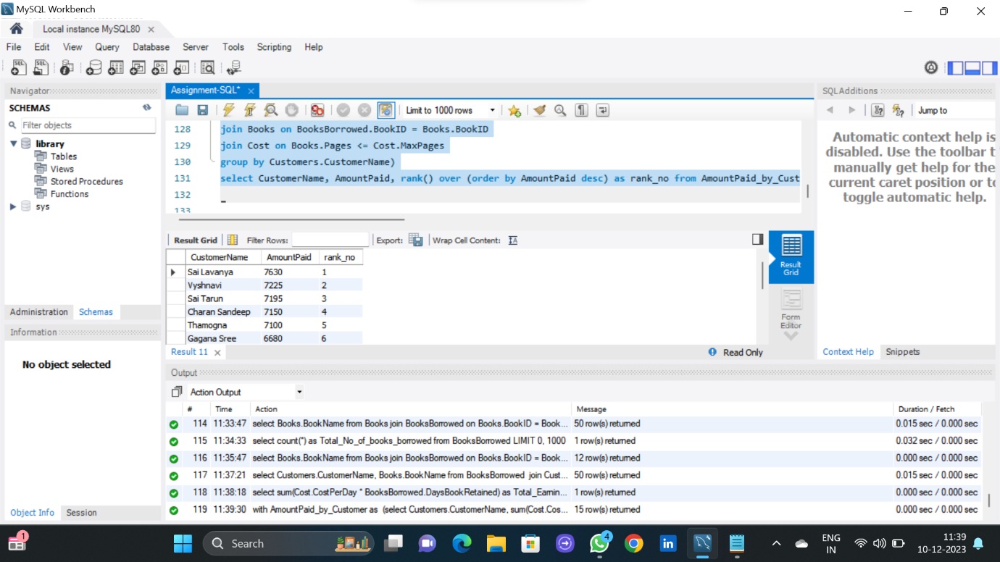 MySQL Workbench
Local instance MySQL80
File Edit View Query Database Server Tools Scripting Help
Navigator
SCHEMAS
Filter objects
library
Tables
Views
Stored Procedures
Functions
sys
Administration Schemas
Information
No object selected
Object Info Session
Assignment-SQL*
Limit to 1000 rows
128 join Books on BooksBorrowed.BookID = Books.BookID
129 join Cost on Books.Pages <= Cost.MaxPages
130 group by Customers.CustomerName)
131 select CustomerName, AmountPaid, rank() over (order by AmountPaid desc) as rank_no from AmountPaid_by_Cust
132
133
Result Grid Filter Rows: Export: Wrap Cell Content:
CustomerName AmountPaid rank_no
Sai Lavanya 7630 1
Vyshnavi 7225 2
Sai Tarun 7195 3
Charan Sandeep 7150 4
Thamogna 7100 5
Gagana Sree 6680 6
Result Grid
Form Editor
Result 11
Read Only
SQLAdditions
Jump to
Automatic context help is
disabled. Use the toolbar t
manually get help for the
current caret position or to
toggle automatic help.
Context Help Snippets
Output
Action Output
# Time Action Message Duration / Fetch
114 11:33:47 select Books.BookName from Books join BooksBorrowed on Books.BookID = Book... 50 row(s) returned 0.015 sec / 0.000 sec
115 11:34:33 select count(*) as Total_No_of_books_borrowed from BooksBorrowed LIMIT 0, 1000 1 row(s) returned 0.032 sec / 0.000 sec
116 11:35:47 select Books.BookName from Books join BooksBorrowed on Books.BookID = Book... 12 row(s) returned 0.000 sec / 0.000 sec
117 11:37:21 select Customers.CustomerName, Books.BookName from BooksBorrowed join Cust... 50 row(s) returned 0.015 sec / 0.000 sec
118 11:38:18 select sum(Cost.CostPerDay * BooksBorrowed.DaysBookRetained) as Total_Earnin... 1 row(s) returned 0.000 sec / 0.000 sec
119 11:39:30 with AmountPaid_by_Customer as (select Customers.CustomerName, sum(Cost.Cos... 15 row(s) returned 0.000 sec / 0.000 sec
1
Search
4
ENG
IN
11:39
10-12-2023